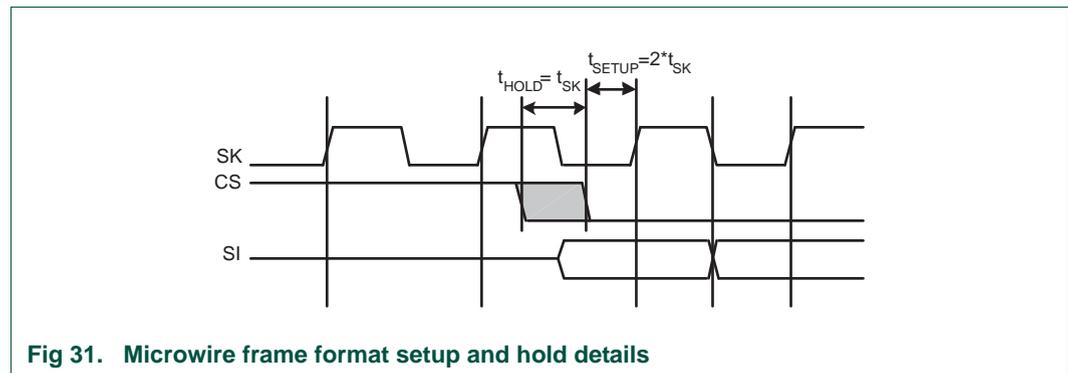 tSETUP=2*tSK
tHOLD= tSK
SK
CS
SI
Fig 31. Microwire frame format setup and hold details